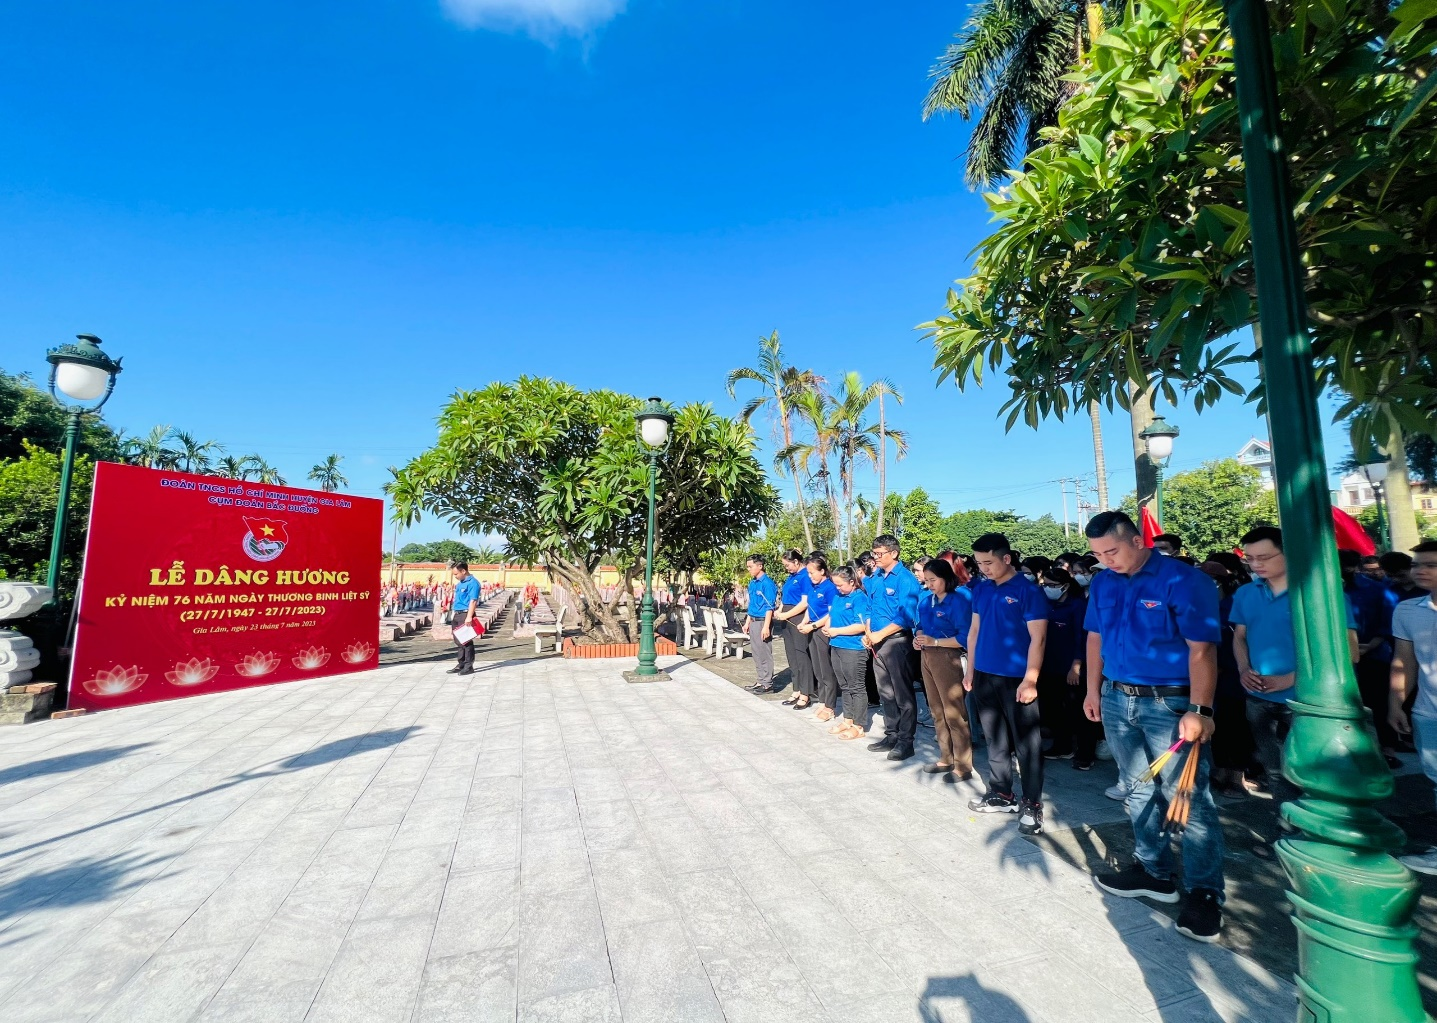 ĐOÀN TNCS HỒ CHÍ MINH HUYỆN GIA LÂM
CỤM ĐOÀN BẮC ĐUỐNG
LỄ DÂNG HƯƠNG
KỶ NIỆM 76 NĂM NGÀY THƯƠNG BINH LIỆT SỸ
(27/7/1947 - 27/7/2023)
Gia Lâm, ngày 23 tháng 7 năm 2023